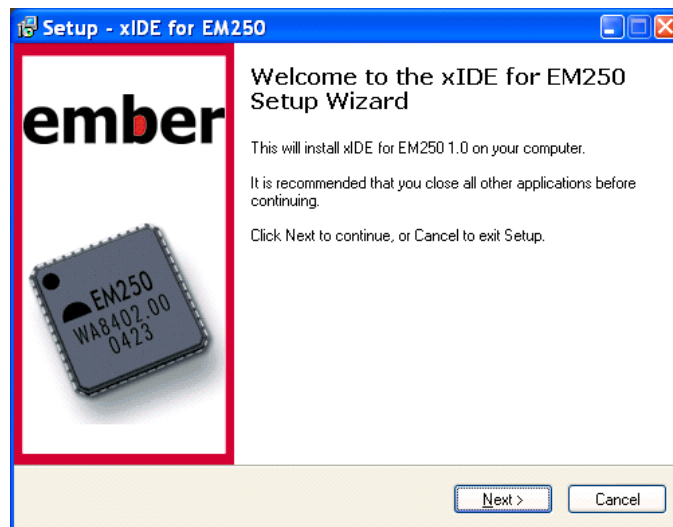 Setup - xIDE for EM250
ember
EM250
WA8402.00
0423
Welcome to the xIDE for EM250
Setup Wizard
This will install xIDE for EM250 1.0 on your computer.
It is recommended that you close all other applications before
continuing.
Click Next to continue, or Cancel to exit Setup.
Next >
Cancel